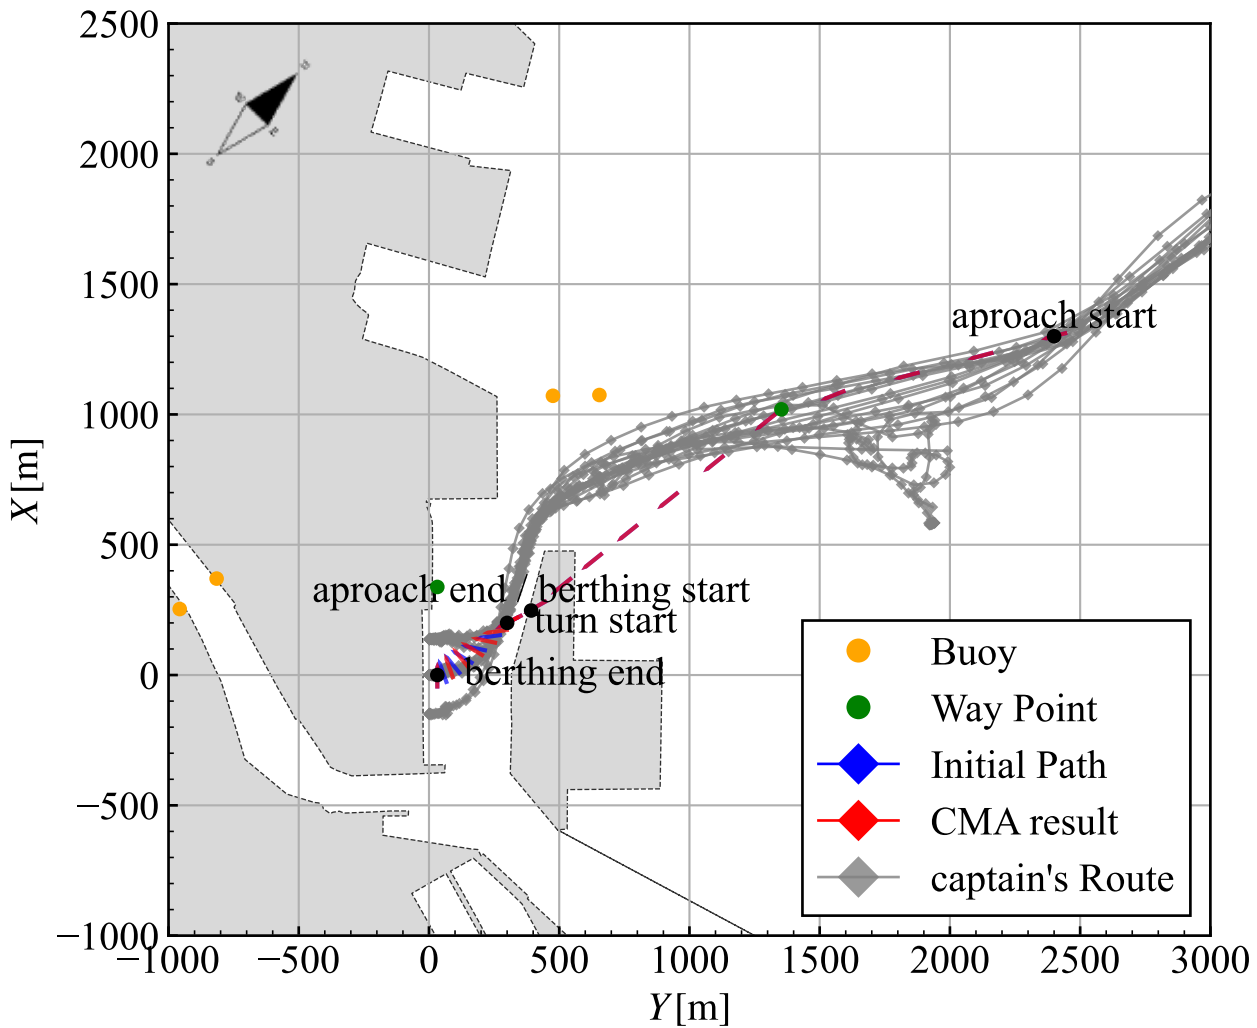 2500
2000
1500
1000
500
0
−500
−1000
X [m]
aproach start
aproach end
berthing start
turn start
berthing end
Buoy
Way Point
Initial Path
CMA result
captain's Route
−1000
−500
0
500
1000
1500
2000
2500
3000
Y [m]